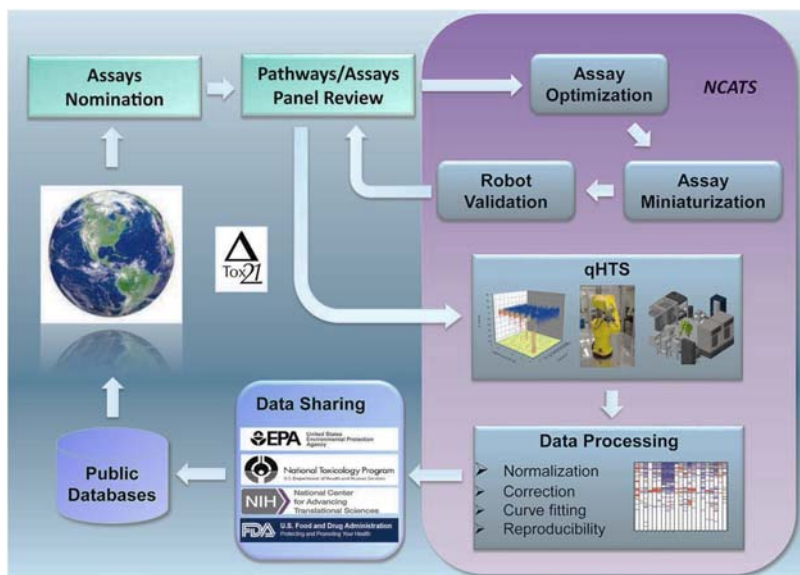 Assays
Nomination
Pathways/Assays
Panel Review
Assay
Optimization
NCATS
Robot
Validation
Assay
Miniaturization
Tox21
qHTS
Data Sharing
EPA
United States
Environmental Protection
Agency
National Toxicology Program
U.S. Department of Health and Human Services
NIH
National Center
for Advancing
Translational Sciences
FDA
U.S. Food and Drug Administration
Protecting and Promoting Your Health
Public
Databases
Data Processing
Normalization
Correction
Curve fitting
Reproducibility